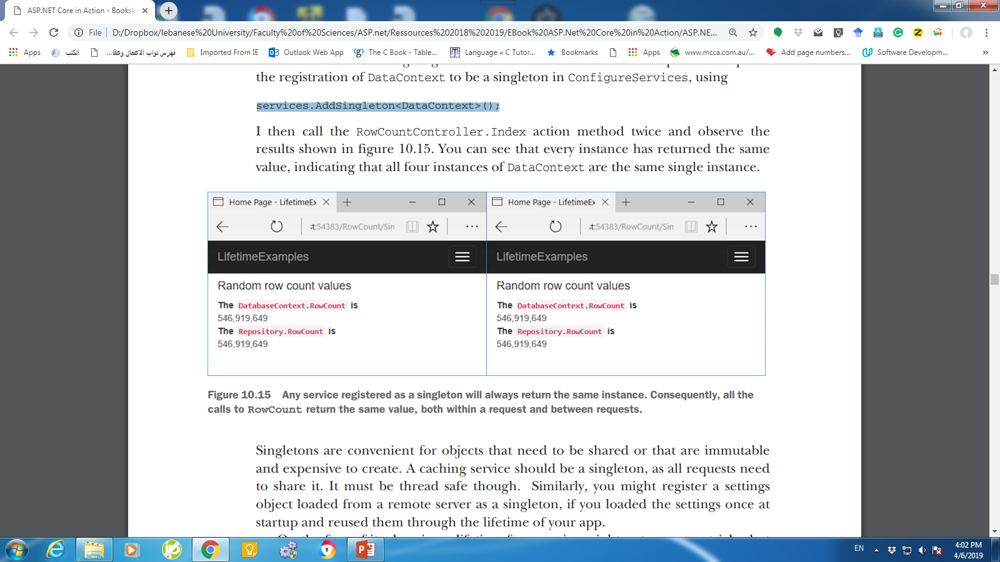 ASP.NET Core in Action - Booksk
File | D:/Dropbox/lebanese%20University/Faculty%20of%20Sciences/ASP.net/Ressources%202018%202019/EBook%20ASP.Net%20Core%20in%20Action/ASP.NE...
Apps الكتب فهرس ثواب الاعمال وعقا... Imported From IE Outlook Web App The C Book - Table... Language « C Tutor... Bookmarks Apps www.mcca.com.au/... Add page numbers... Software Developm... »
the registration of DataContext to be a singleton in ConfigureServices, using
services.AddSingleton<DataContext>();
I then call the RowCountController.Index action method twice and observe the
results shown in figure 10.15. You can see that every instance has returned the same
value, indicating that all four instances of DataContext are the same single instance.
Home Page - LifetimeEx
t:54383/RowCount/Sin
LifetimeExamples
Random row count values
The DatabaseContext.RowCount is
546,919,649
The Repository.RowCount is
546,919,649
Home Page - LifetimeEx
t:54383/RowCount/Sin
LifetimeExamples
Random row count values
The DatabaseContext.RowCount is
546,919,649
The Repository.RowCount is
546,919,649
Figure 10.15 Any service registered as a singleton will always return the same instance. Consequently, all the
calls to RowCount return the same value, both within a request and between requests.
Singletons are convenient for objects that need to be shared or that are immutable
and expensive to create. A caching service should be a singleton, as all requests need
to share it. It must be thread safe though. Similarly, you might register a settings
object loaded from a remote server as a singleton, if you loaded the settings once at
startup and reused them through the lifetime of your app.
EN
4:02 PM
4/6/2019